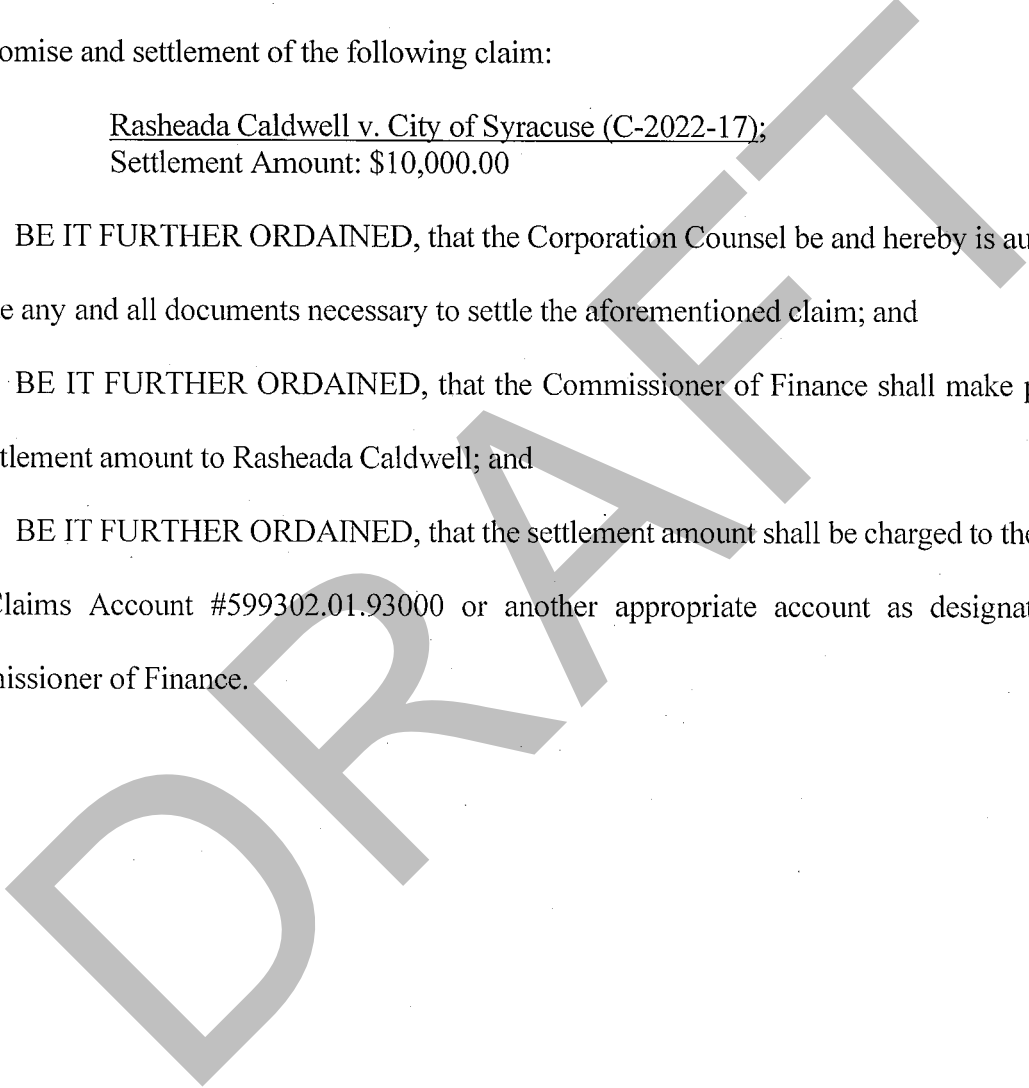 omise and settlement of the following claim:
Rasheada Caldwell v. City of Syracuse (C-2022-17);
Settlement Amount: $10,000.00
BE IT FURTHER ORDAINED, that the Corporation Counsel be and hereby is au
e any and all documents necessary to settle the aforementioned claim; and
BE IT FURTHER ORDAINED, that the Commissioner of Finance shall make p
tlement amount to Rasheada Caldwell; and
BE IT FURTHER ORDAINED, that the settlement amount shall be charged to the
Claims Account #599302.01.93000 or another appropriate account as designat
issioner of Finance.
DRAFT